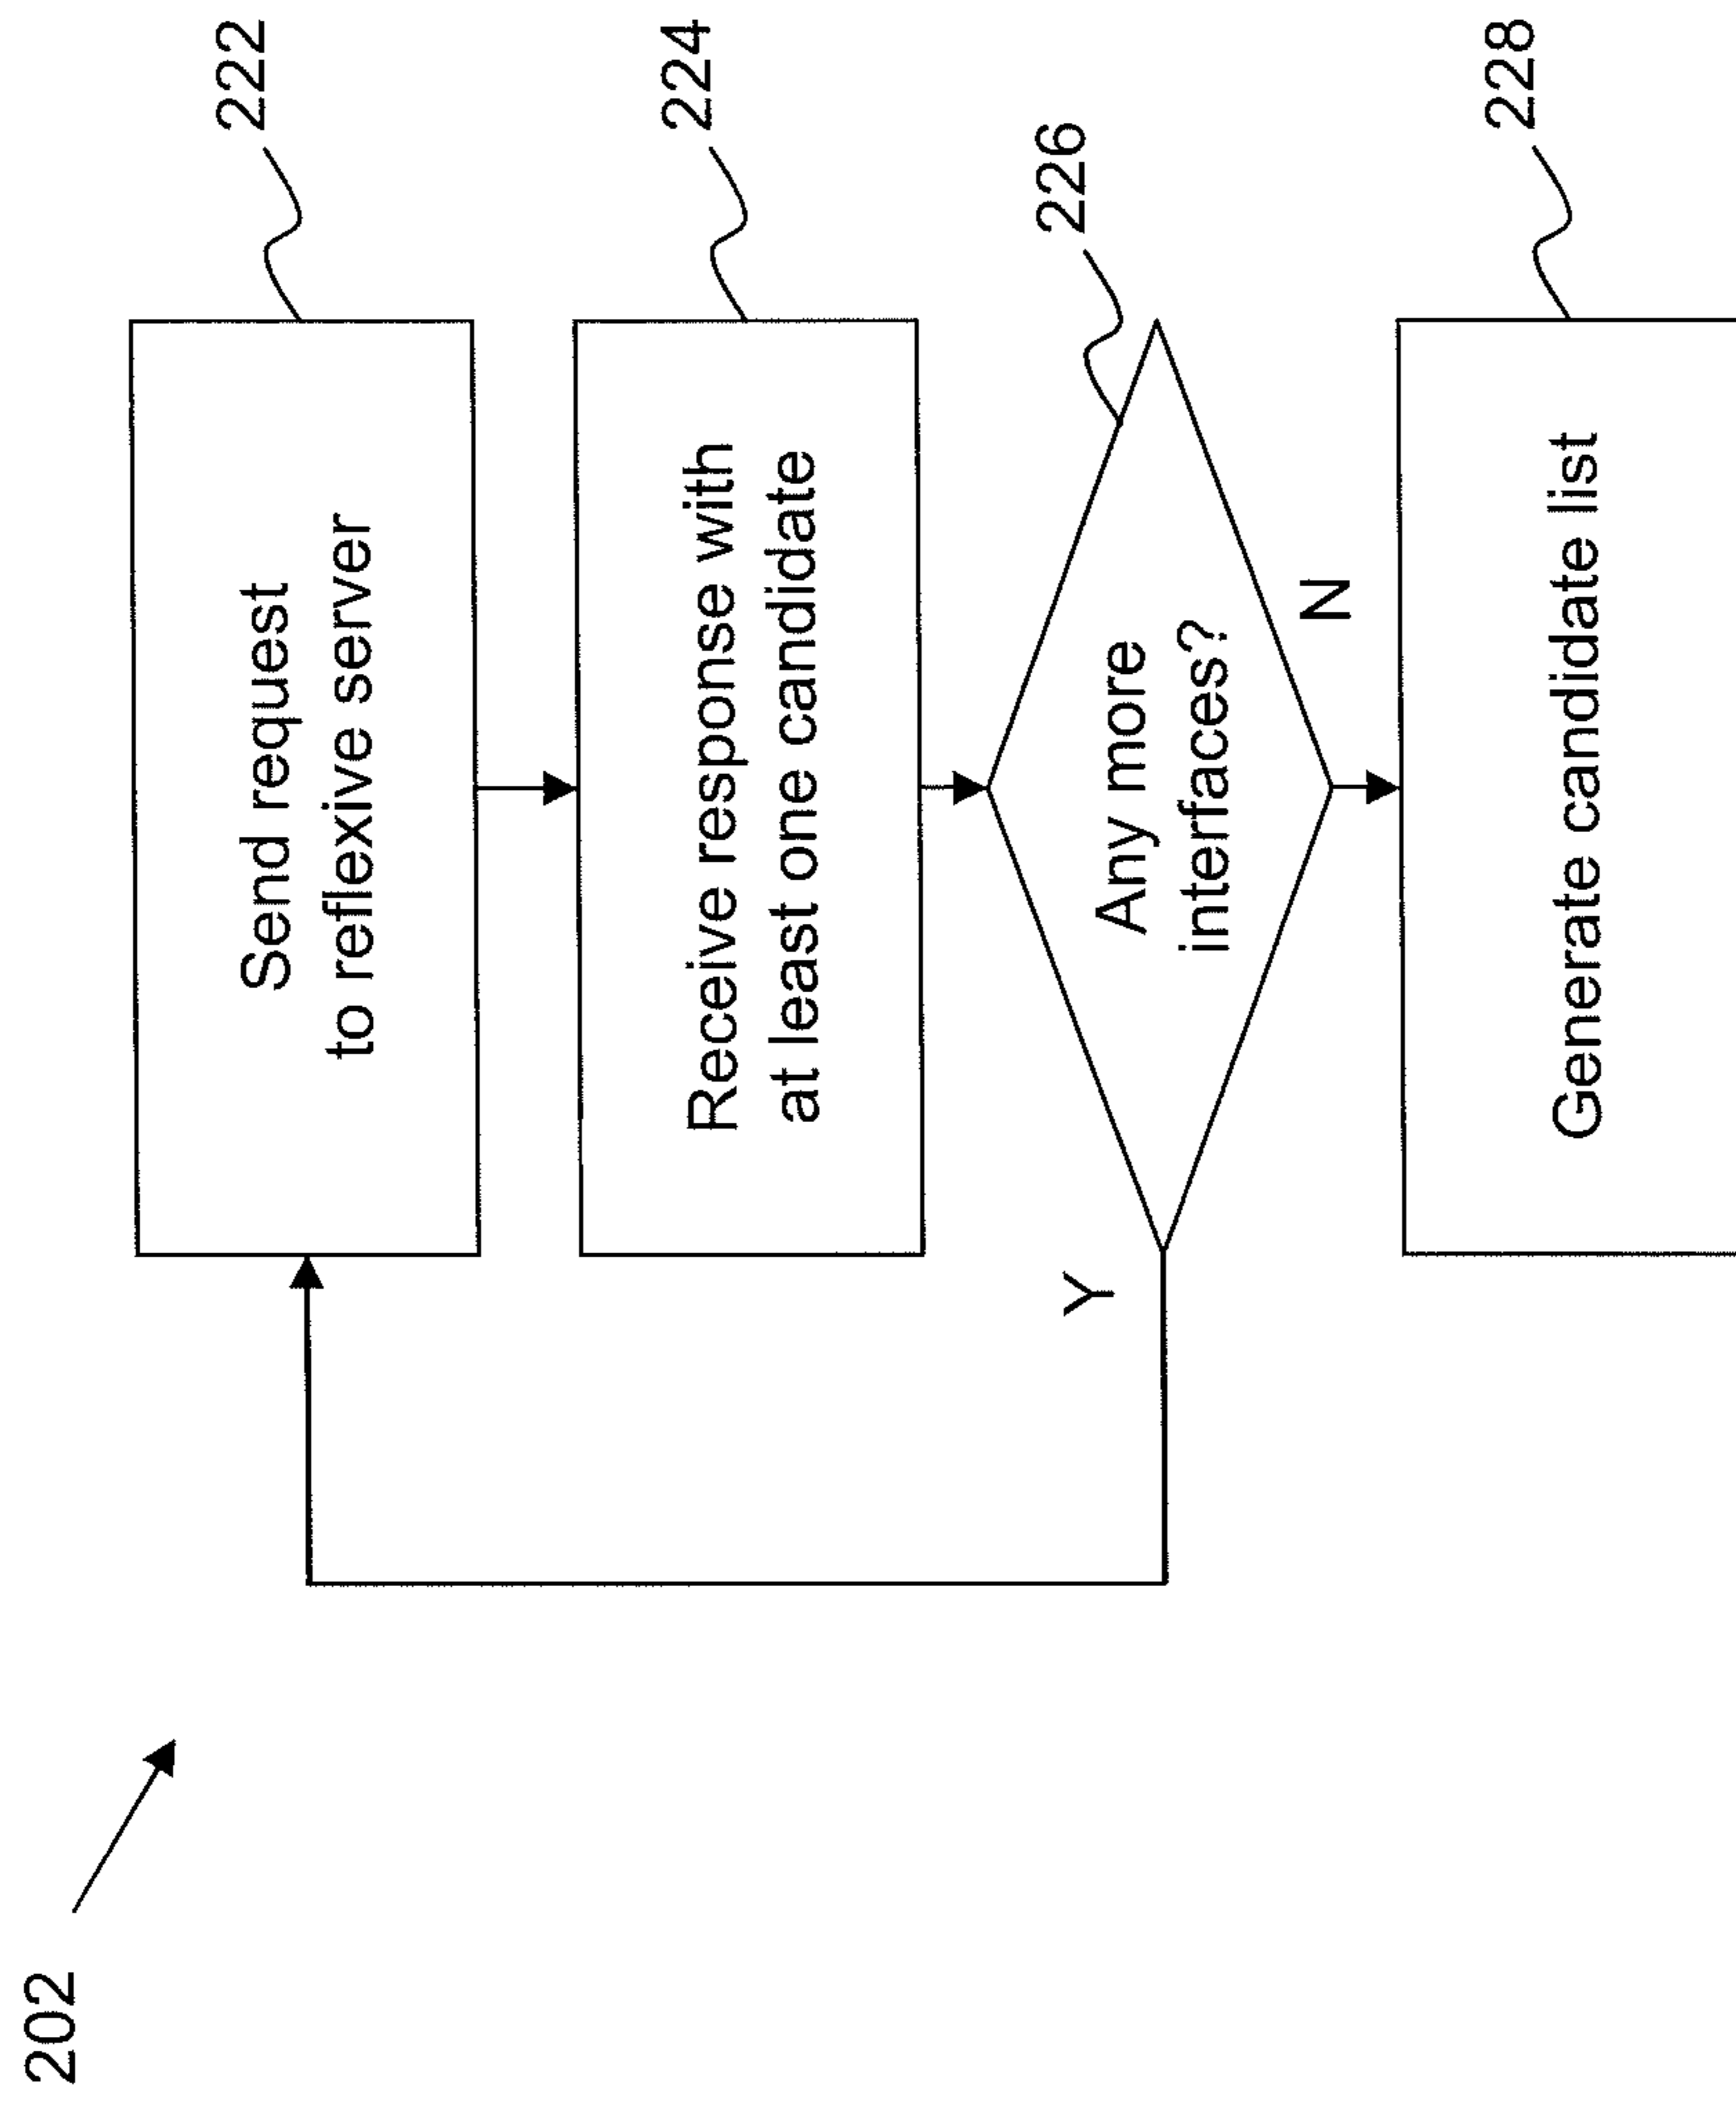 202
222
Send request
to reflexive server
224
Receive response with
at least one candidate
226
Any more
interfaces?
Y
N
228
Generate candidate list